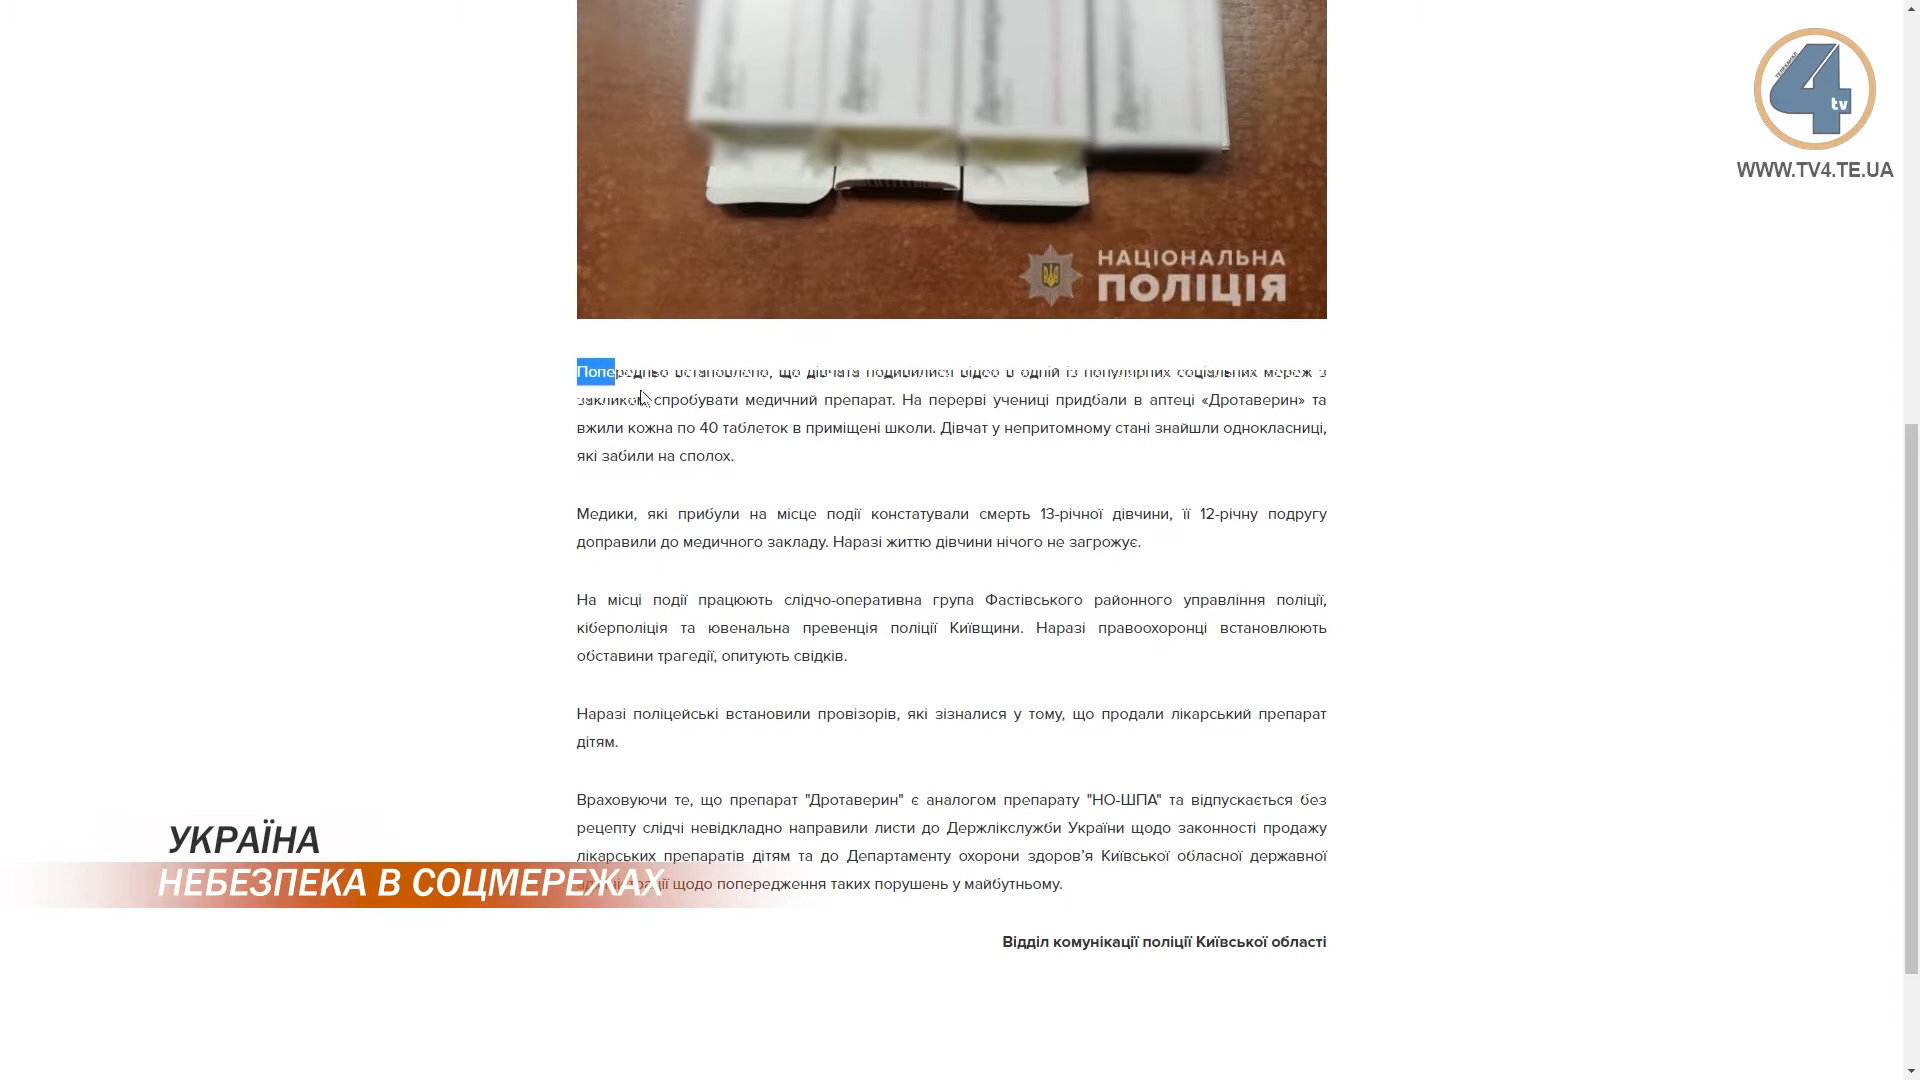 4
tv
WWW.TV4.TE.UA
НАЦІОНАЛЬНА
ПОЛІЦІЯ
Попередньо встановлено, що дівчата подивилися відео в одній із популярних соціальних мереж з
закликом спробувати медичний препарат. На перерві учениці придбали в аптеці «Дротаверин» та
вжили кожна по 40 таблеток в приміщені школи. Дівчат у непритомному стані знайшли однокласниці,
які забили на сполох.
Медики, які прибули на місце події констатували смерть 13-річної дівчини, її 12-річну подругу
доправили до медичного закладу. Наразі життю дівчини нічого не загрожує.
На місці події працюють слідчо-оперативна група Фастівського районного управління поліції,
кіберполіція та ювенальна превенція поліції Київщини. Наразі правоохоронці встановлюють
обставини трагедії, опитують свідків.
Наразі поліцейські встановили провізорів, які зізналися у тому, що продали лікарський препарат
дітям.
Враховуючи те, що препарат "Дротаверин" є аналогом препарату "НО-ШПА" та відпускається без
рецепту слідчі невідкладно направили листи до Держлікслужби України щодо законності продажу
лікарських препаратів дітям та до Департаменту охорони здоров’я Київської обласної державної
щодо попередження таких порушень у майбутньому.
УКРАЇНА
НЕБЕЗПЕКА В СОЦМЕРЕЖАХ
Відділ комунікації поліції Київської області